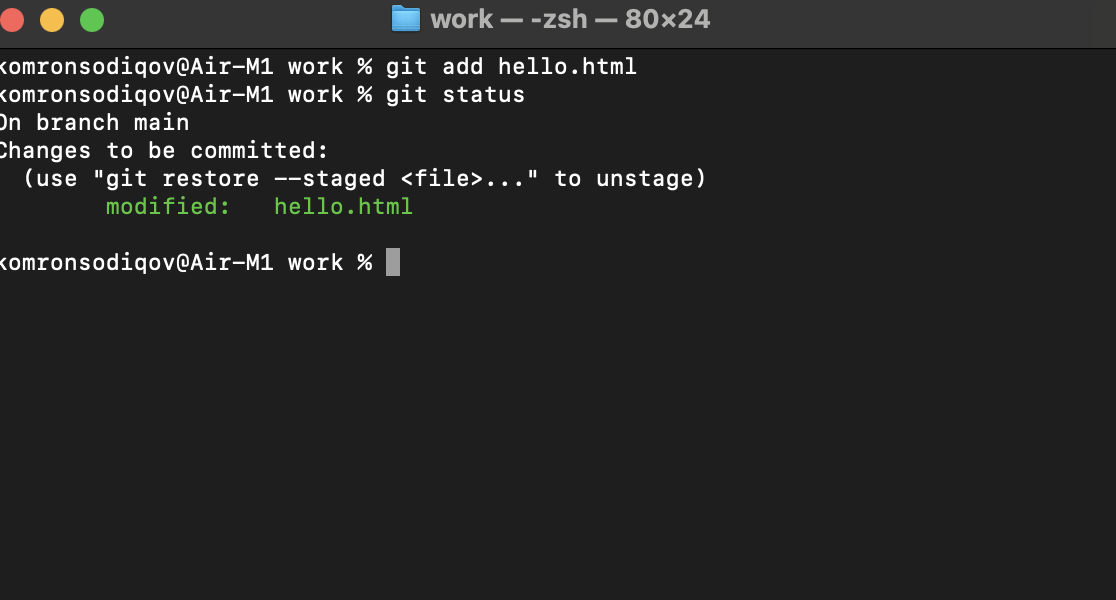 work — -zsh — 80×24
komronsodiqov@Air-M1 work % git add hello.html
komronsodiqov@Air-M1 work % git status
On branch main
Changes to be committed:
  (use "git restore --staged <file>..." to unstage)
        modified:   hello.html
komronsodiqov@Air-M1 work %